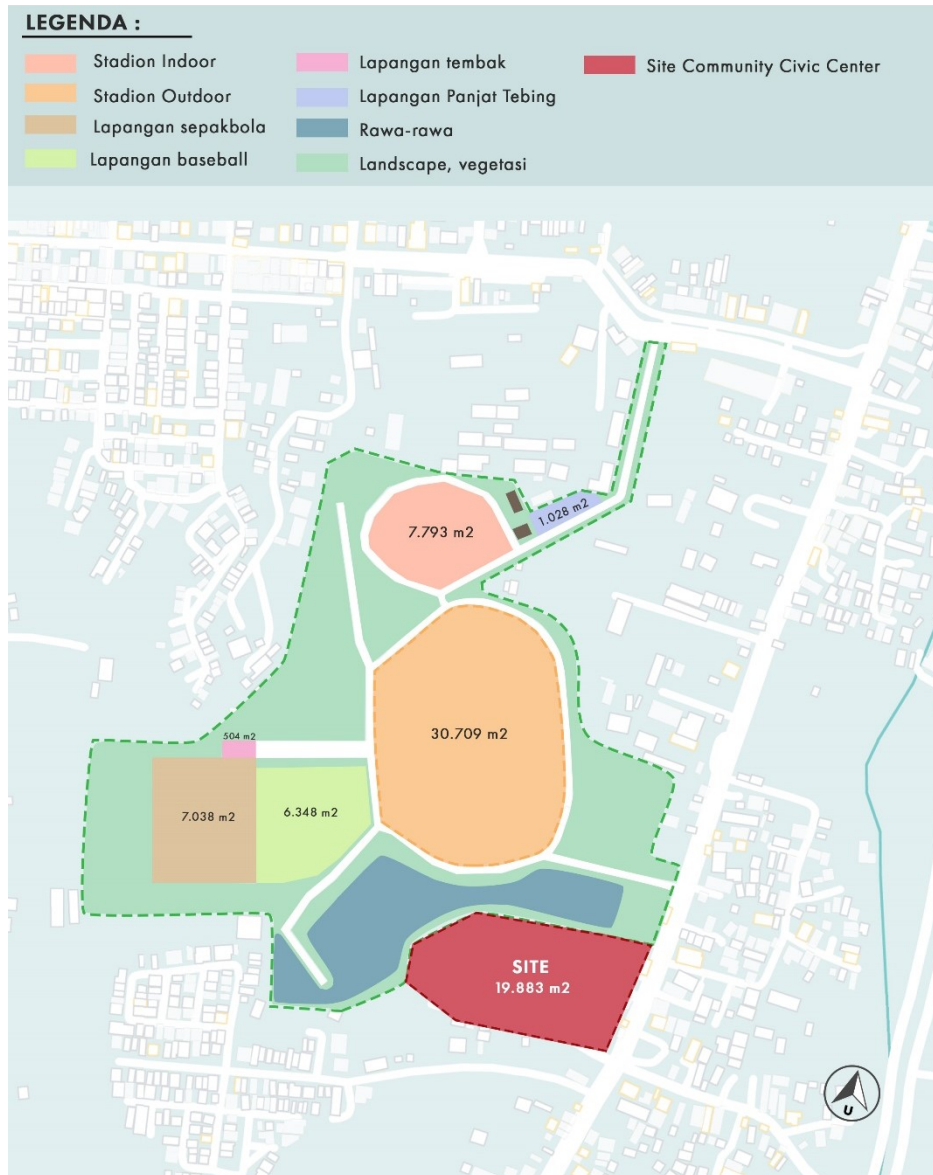 LEGENDA :
Stadion Indoor
Stadion Outdoor
Lapangan sepakbola
Lapangan baseball
Lapangan tembak
Lapangan Panjat Tebing
Rawa-rawa
Landscape, vegetasi
Site Community Civic Center
1.028 m2
7.793 m2
30.709 m2
504 m2
7.038 m2
6.348 m2
SITE
19.883 m2
U